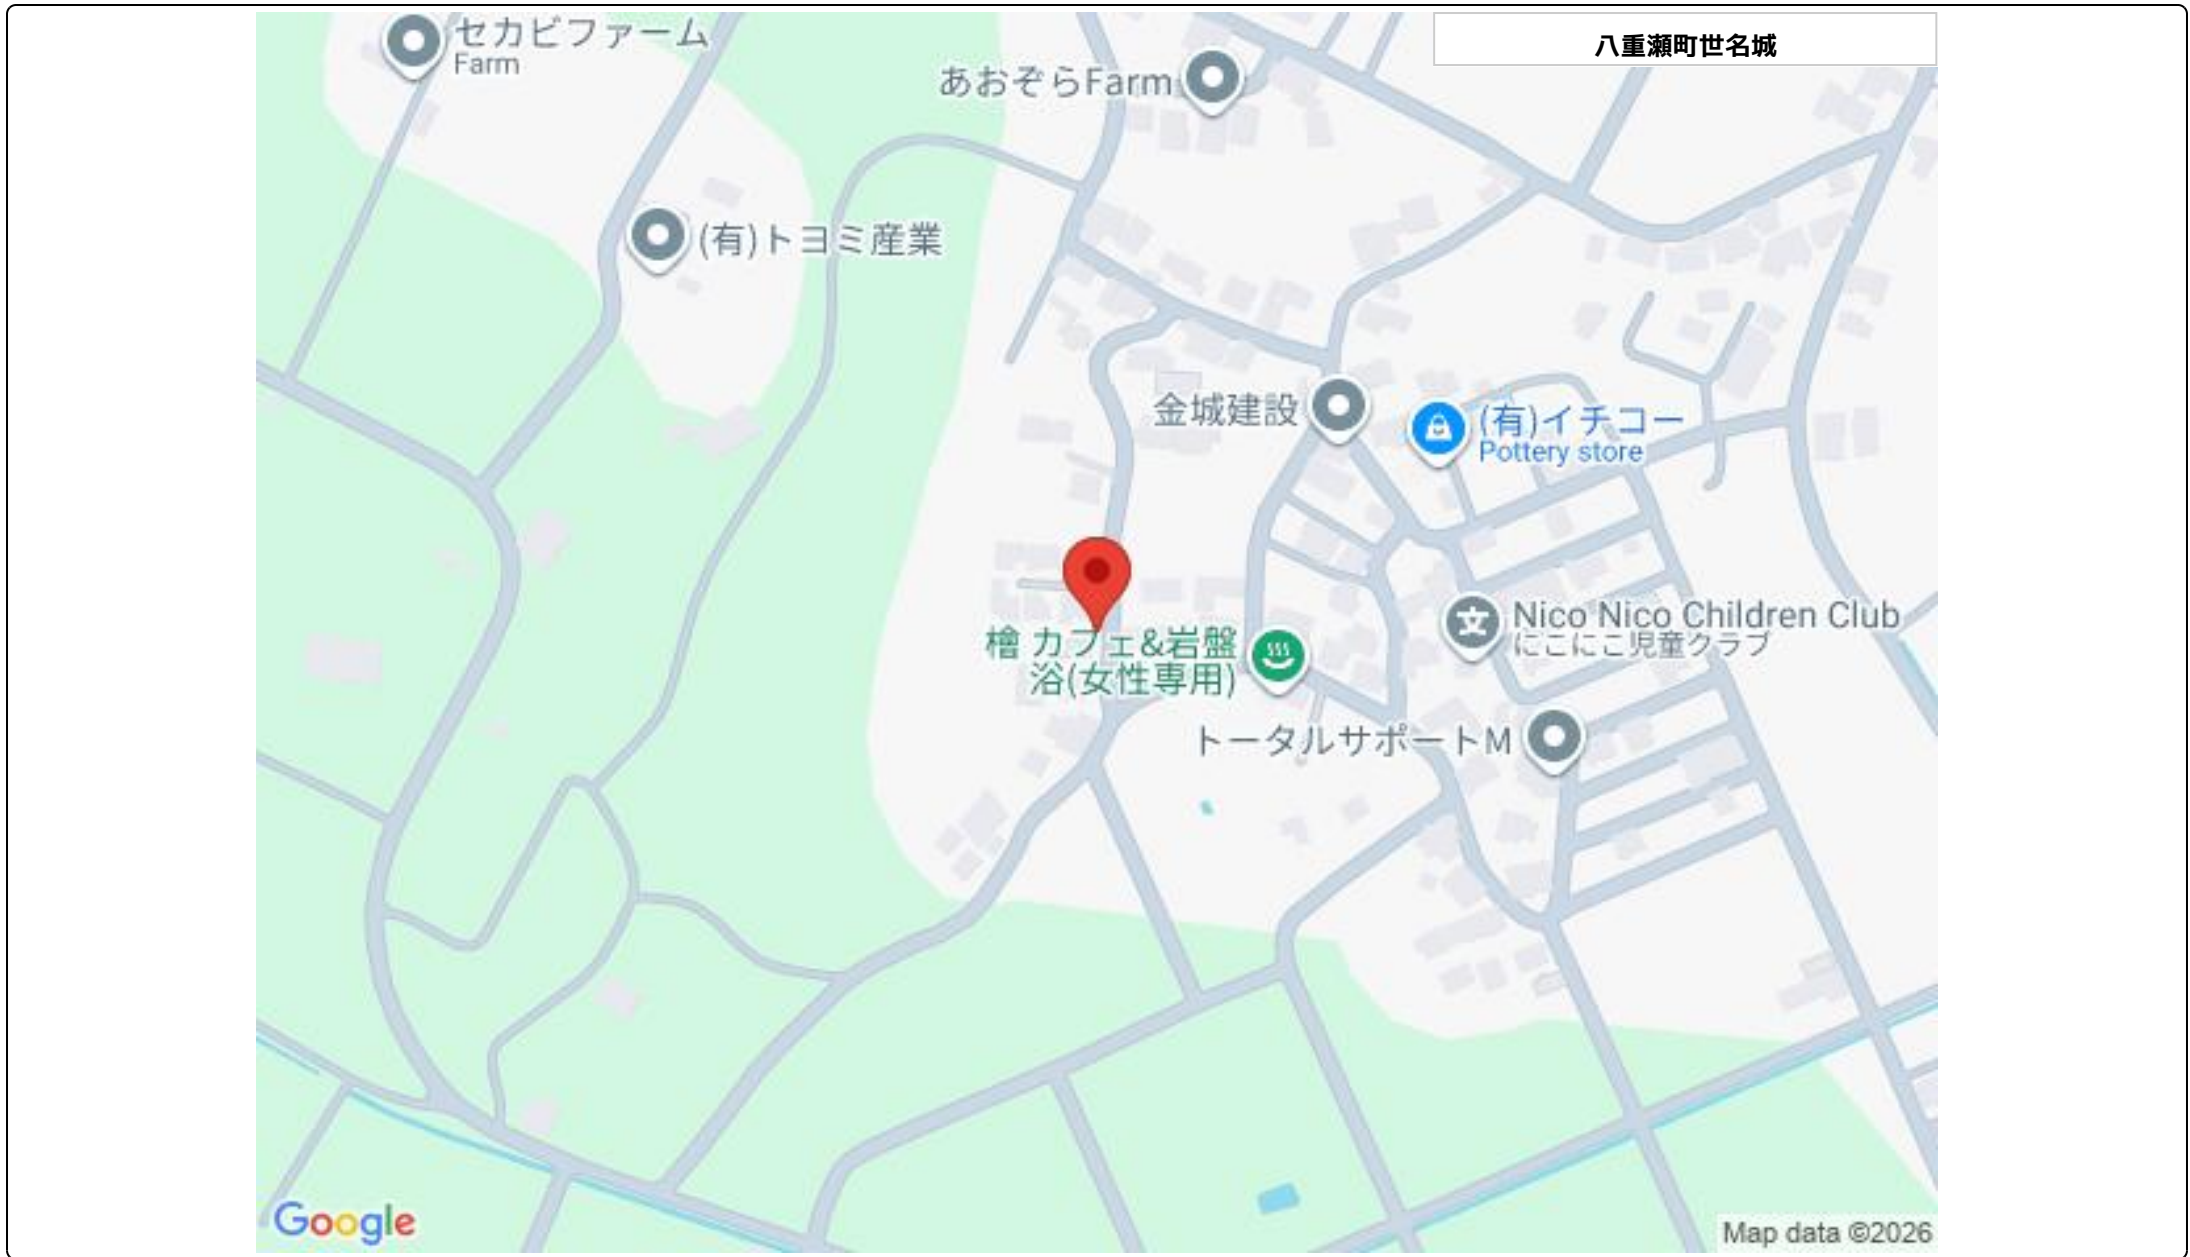 セカビファーム
Farm
あおぞらFarm
八重瀬町世名城
(有)トヨミ産業
金城建設
(有)イチコー
Pottery store
Nico Nico Children Club
にこにこ児童クラブ
檜 カフェ&岩盤
浴(女性専用)
トータルサポートM
Google
Map data ©2026